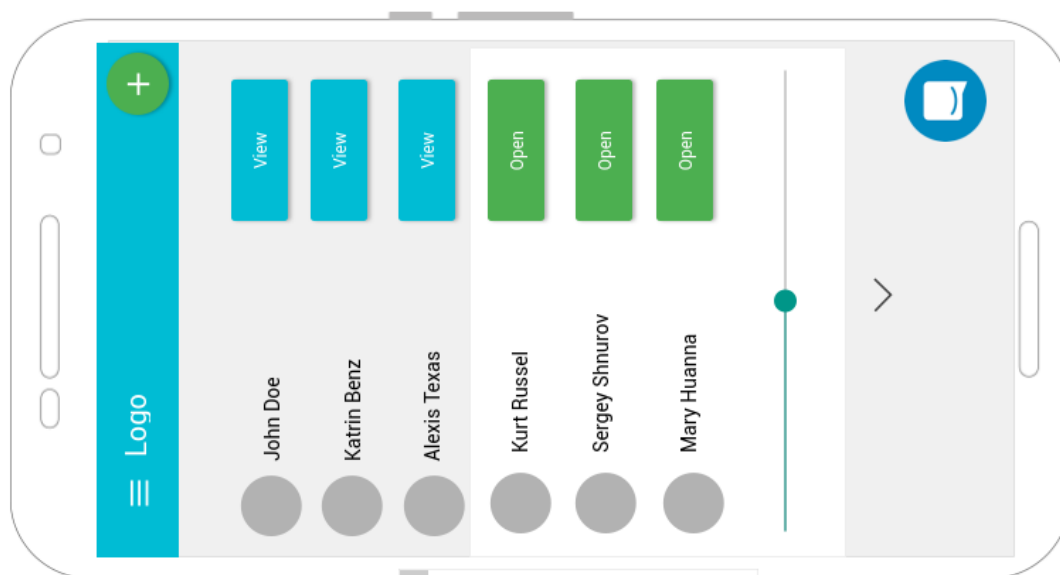 Logo
John Doe View
Katrin Benz View
Alexis Texas View
Kurt Russel Open
Sergey Shnurov Open
Mary Huanna Open